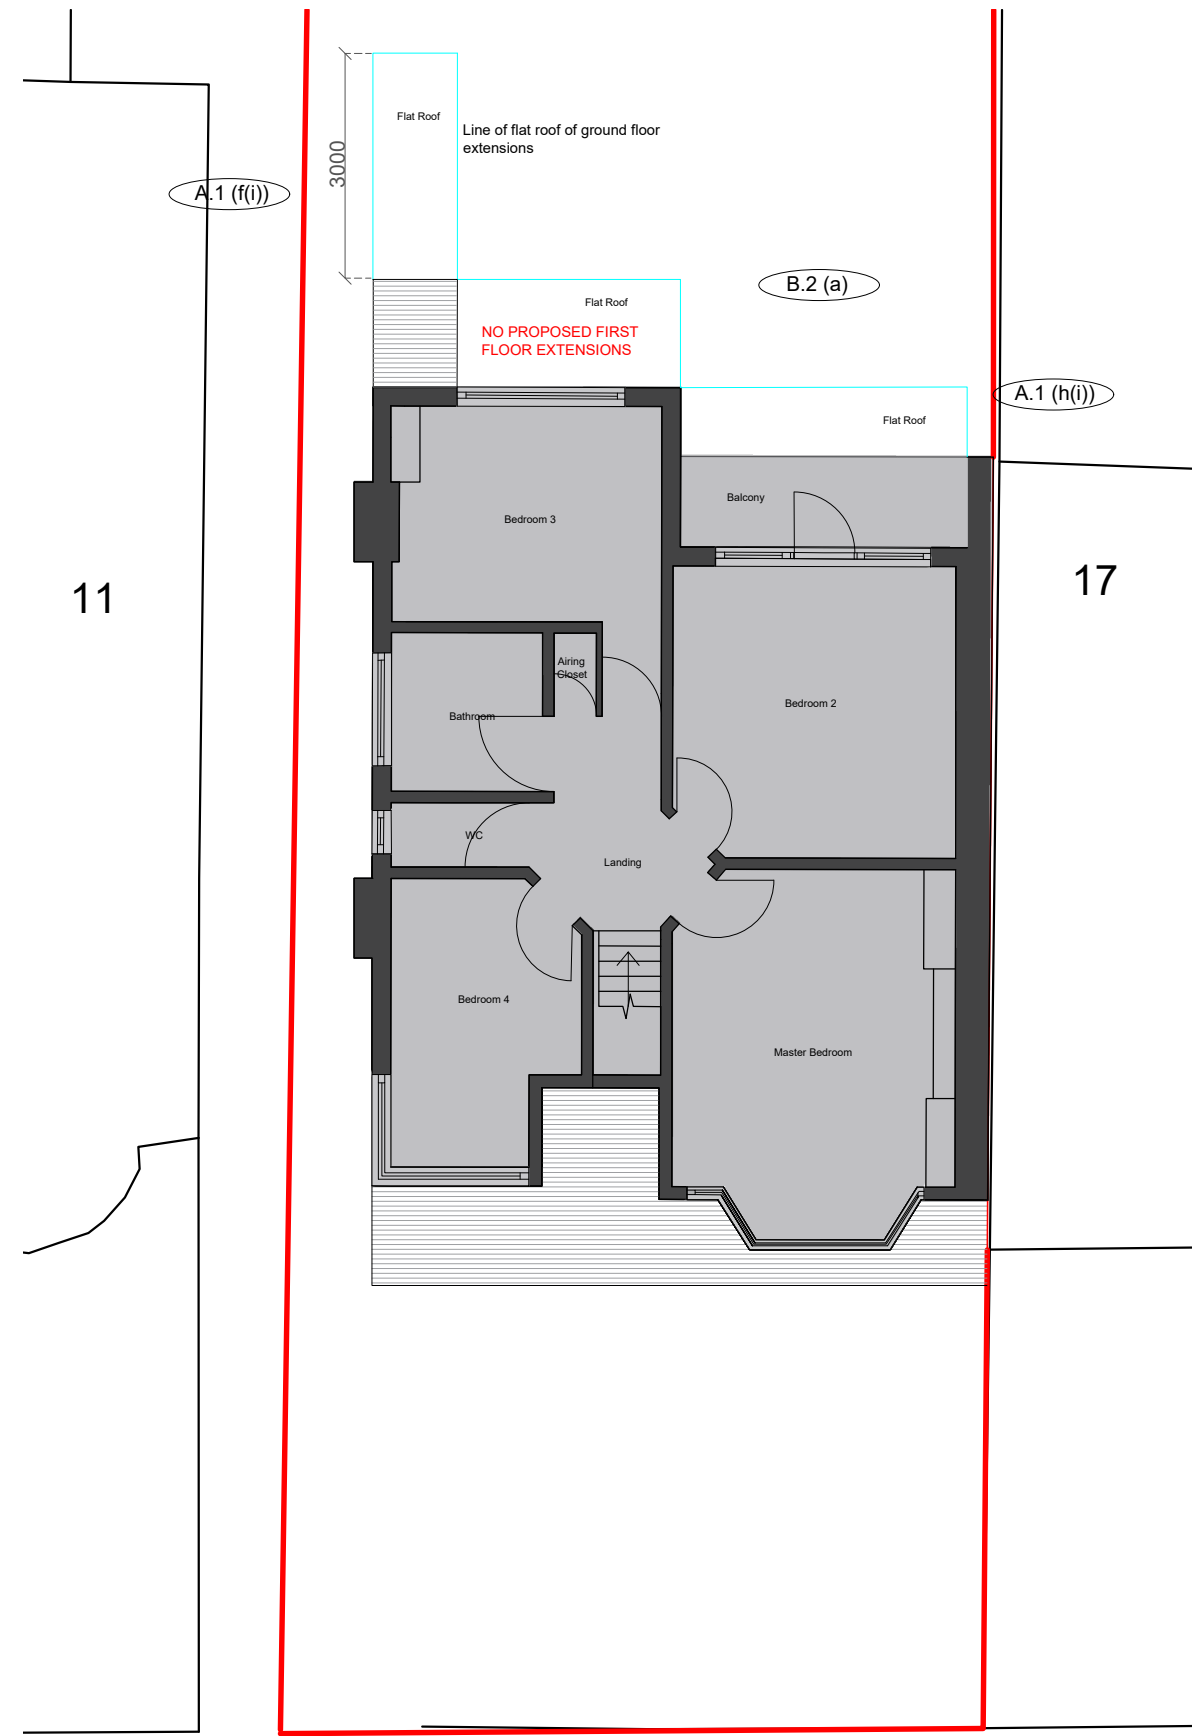 Flat Roof
Line of flat roof of ground floor
extensions
3000
A.1 (f(i))
B.2 (a)
Flat Roof
NO PROPOSED FIRST
FLOOR EXTENSIONS
A.1 (h(i))
Flat Roof
Balcony
Bedroom 3
11
17
Airing
Closet
Bedroom 2
Bathroom
WC
Landing
Bedroom 4
Master Bedroom